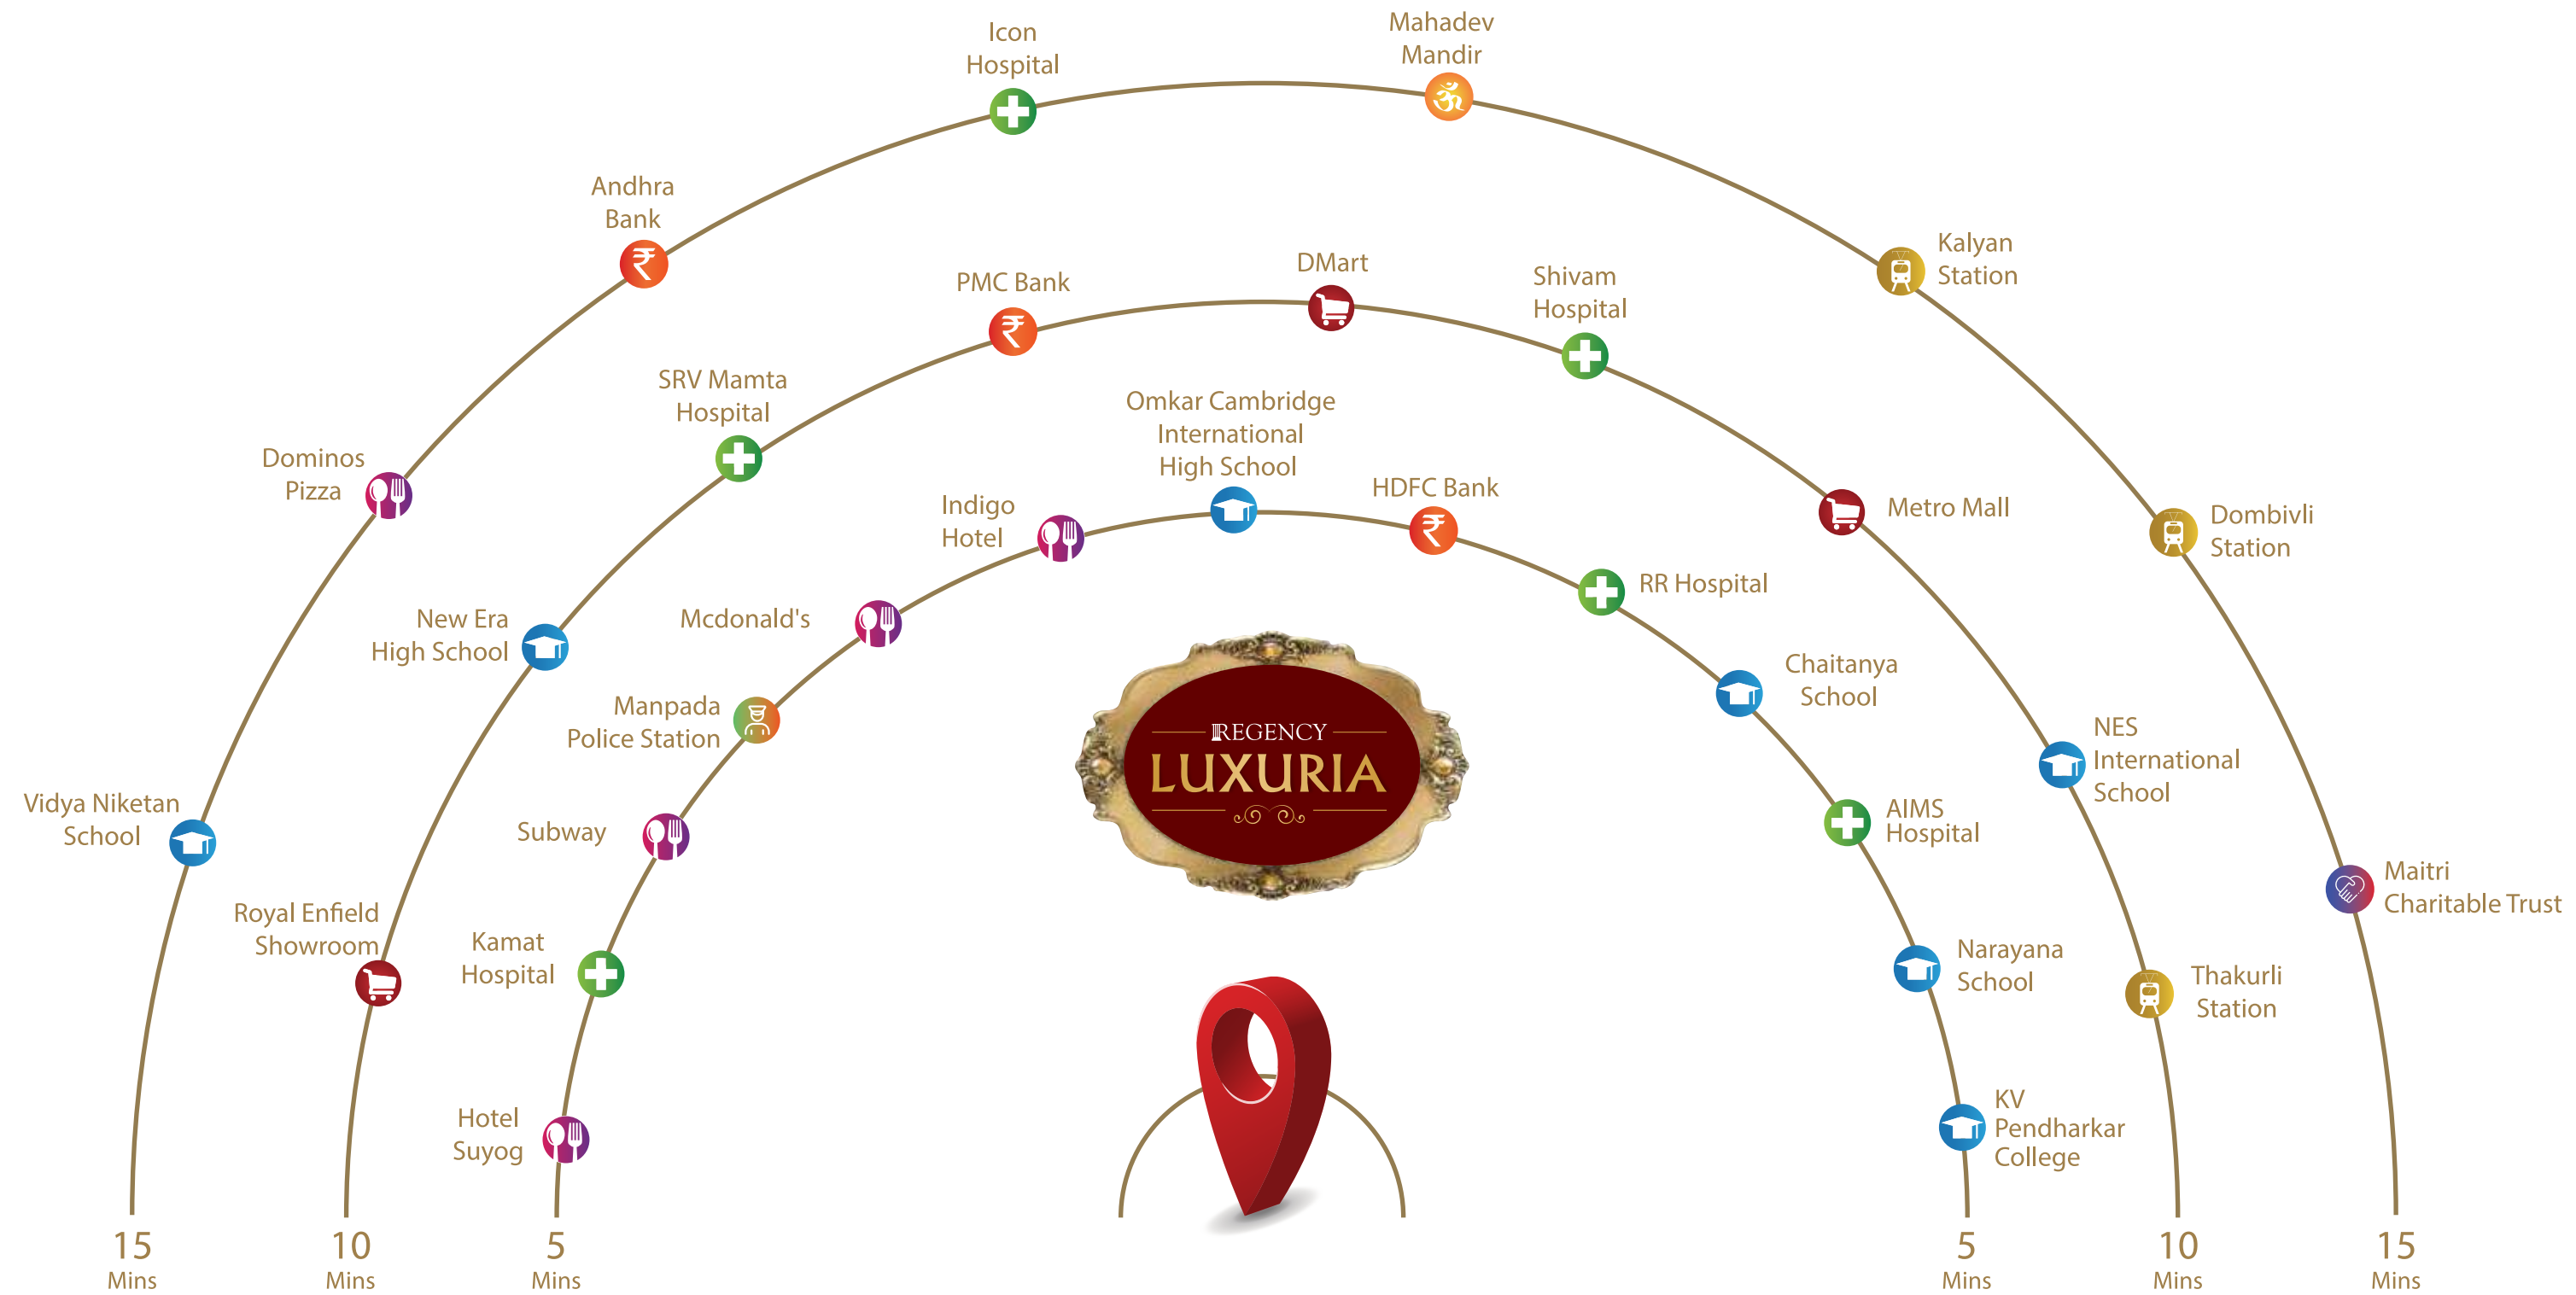 Icon
Hospital
Mahadev
Mandir
Andhra
Bank
Kalyan
Station
Dominos
Pizza
Dombivli
Station
Vidya Niketan
School
Maitri
Charitable Trust
PMC Bank
DMart
Shivam
Hospital
SRV Mamta
Hospital
Metro Mall
New Era
High School
NES
International
School
Royal Enfield
Showroom
Thakurli
Station
Omkar Cambridge
International
High School
HDFC Bank
Indigo
Hotel
RR Hospital
Mcdonald's
Chaitanya
School
Manpada
Police Station
AIMS
Hospital
Subway
Kamat
Hospital
Narayana
School
Hotel
Suyog
KV
Pendharkar
College
REGENCY
LUXURIA
15
Mins
10
Mins
5
Mins
5
Mins
10
Mins
15
Mins